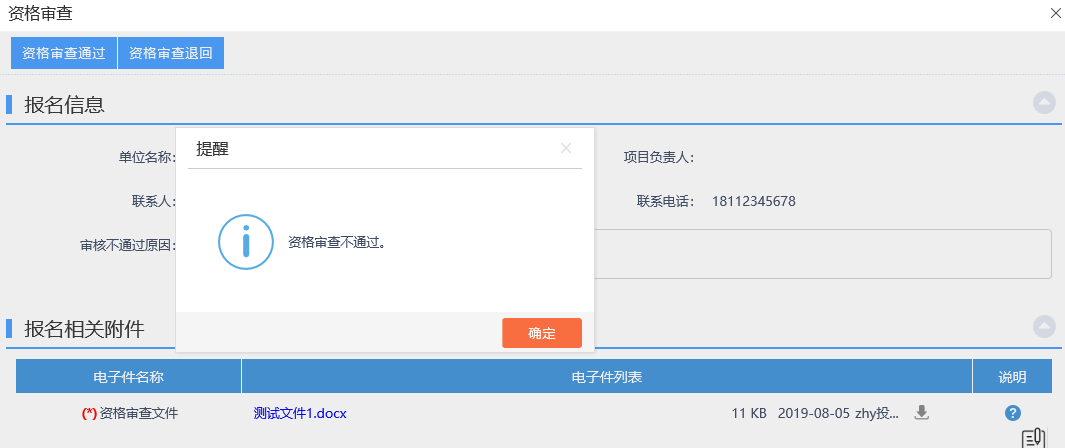 资格审查
资格审查通过 资格审查退回
报名信息
提醒
单位名称: 项目负责人:
联系人: 联系电话: 18112345678
审核不通过原因: 资格审查不通过。
确定
报名相关附件
电子件名称 电子件列表 说明
(*)资格审查文件 测试文件1.docx 11 KB 2019-08-05 zhy投...